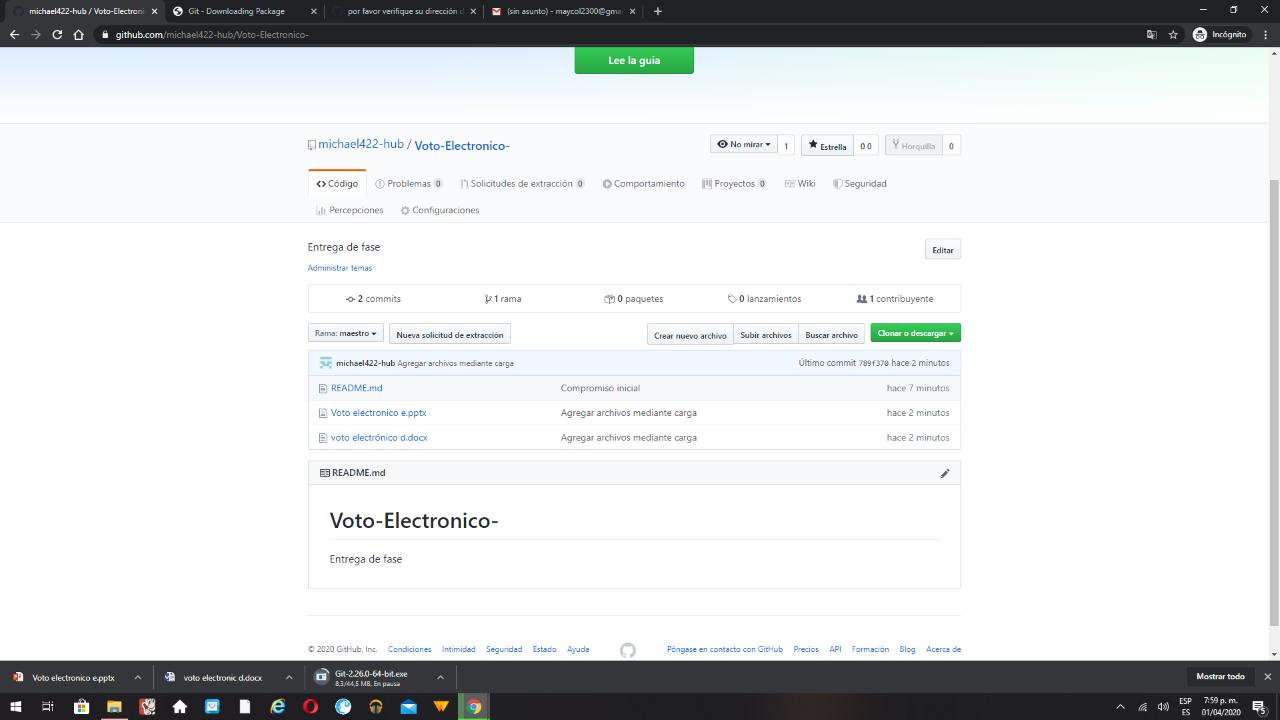 michael422-hub / Voto-Electroni
Git - Downloading Package
por favor verifique su dirección d
(sin asunto) - maycol2300@gma
github.com/michael422-hub/Voto-Electronico-
Incógnito
Lee la guia
michael422-hub / Voto-Electronico-
No mirar 1
Estrella 0 0
Horquilla 0
Código
Problemas 0
Solicitudes de extracción 0
Comportamiento
Proyectos 0
Wiki
Seguridad
Percepciones
Configuraciones
Entrega de fase
Editar
Administrar temas
2 commits
1 rama
0 paquetes
0 lanzamientos
1 contribuyente
Rama: maestro
Nueva solicitud de extracción
Crear nuevo archivo
Subir archivos
Buscar archivo
Clonar o descargar
michael422-hub Agregar archivos mediante carga
Último commit 789f370 hace 2 minutos
README.md Compromiso inicial hace 7 minutos
Voto electronico e.pptx Agregar archivos mediante carga hace 2 minutos
voto electrónico d.docx Agregar archivos mediante carga hace 2 minutos
README.md
Voto-Electronico-
Entrega de fase
© 2020 GitHub, Inc. Condiciones Intimidad Seguridad Estado Ayuda
Póngase en contacto con GitHub Precios API Formación Blog Acerca de
Voto electronico e.pptx
voto electronic d.docx
Git-2.26.0-64-bit.exe
8,3/44,5 MB, En pausa
Mostrar todo
ESP
ES
7:59 p. m.
01/04/2020
5